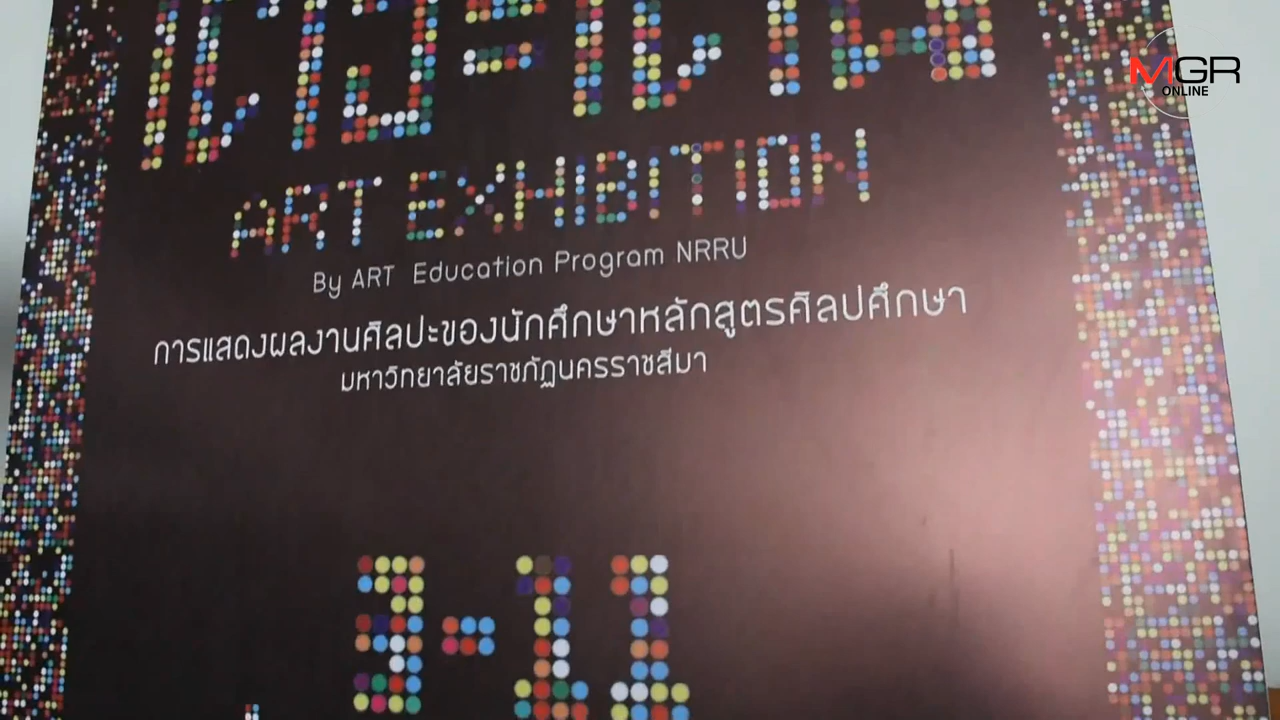 MGR
ONLINE
ART EXHIBITION
By ART Education Program NRRU
การแสดงผลงานศิลปะของนักศึกษาหลักสูตรศิลปศึกษา
มหาวิทยาลัยราชภัฏนครราชสีมา
3-11